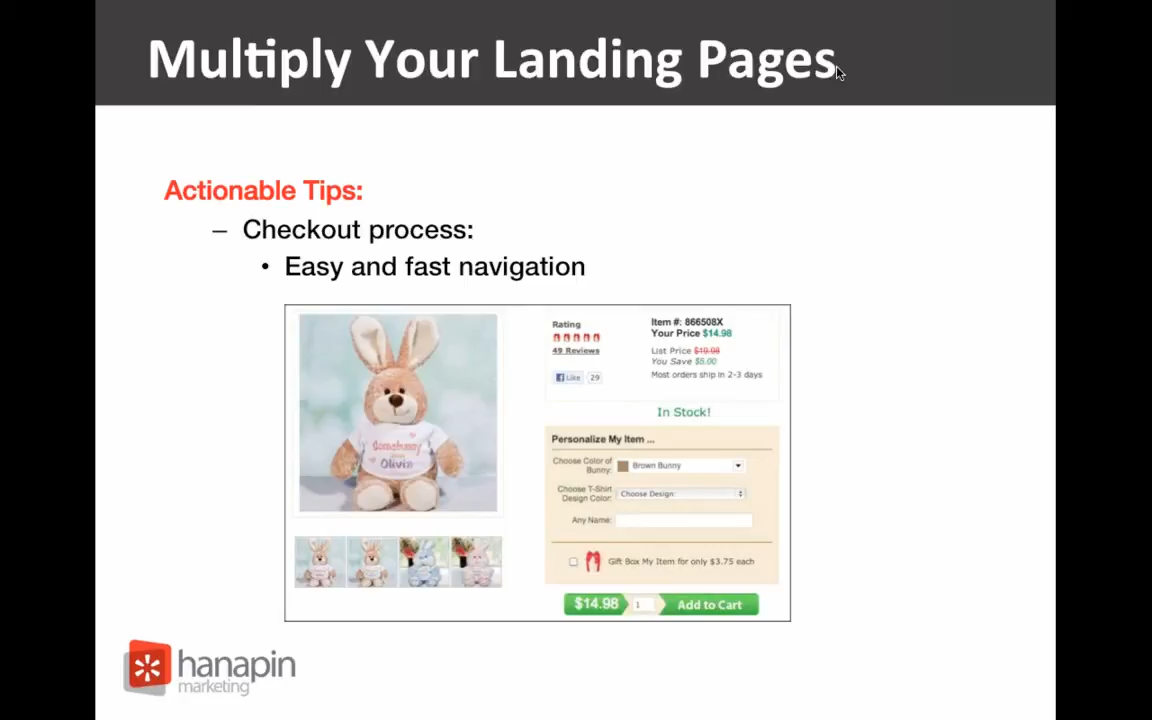 Multiply Your Landing Pages
Actionable Tips:
– Checkout process:
• Easy and fast navigation
Rating
49 Reviews
Like 29
Item #: 866508X
Your Price $14.98
List Price $19.98
You Save $5.00
Most orders ship in 2-3 days
In Stock!
Personalize My Item ...
Choose Color of
Bunny:
Brown Bunny
Choose T-Shirt
Design Color:
Choose Design:
Any Name:
Gift Box My Item for only $3.75 each
$14.98 1 Add to Cart
Somebunny
Olivia
hanapin
marketing